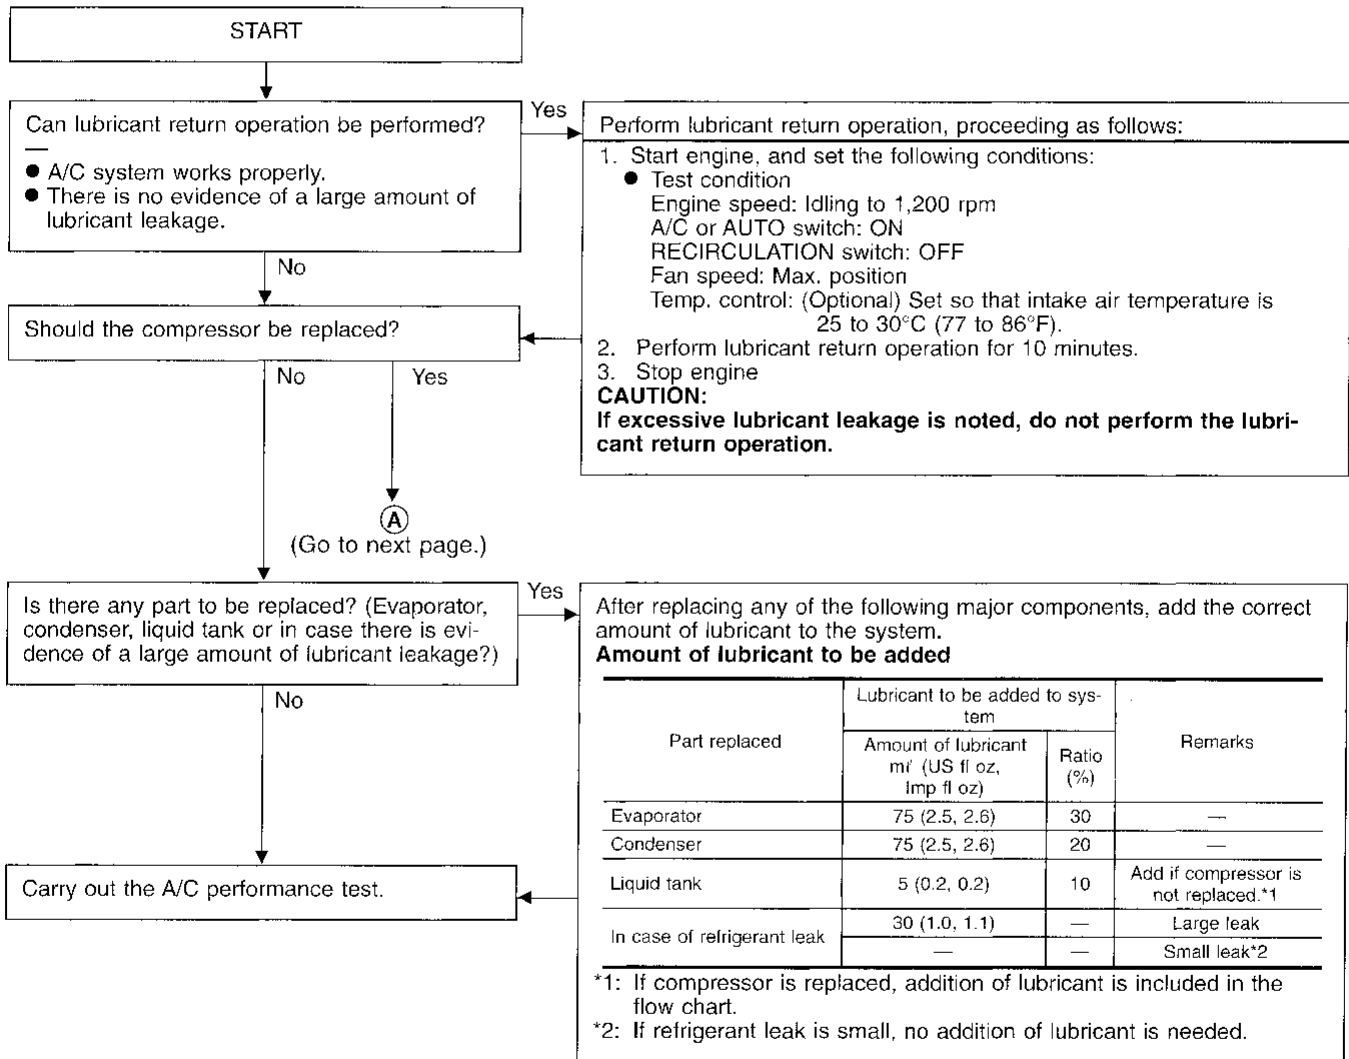 START
Can lubricant return operation be performed?
—
● A/C system works properly.
● There is no evidence of a large amount of
lubricant leakage.
Yes
No
Perform lubricant return operation, proceeding as follows:
1. Start engine, and set the following conditions:
● Test condition
Engine speed: Idling to 1,200 rpm
A/C or AUTO switch: ON
RECIRCULATION switch: OFF
Fan speed: Max. position
Temp. control: (Optional) Set so that intake air temperature is
25 to 30°C (77 to 86°F).
2. Perform lubricant return operation for 10 minutes.
3. Stop engine
CAUTION:
If excessive lubricant leakage is noted, do not perform the lubri-
cant return operation.
Should the compressor be replaced?
No
Yes
A
(Go to next page.)
Is there any part to be replaced? (Evaporator,
condenser, liquid tank or in case there is evi-
dence of a large amount of lubricant leakage?)
Yes
No
After replacing any of the following major components, add the correct
amount of lubricant to the system.
Amount of lubricant to be added
Part replaced
Lubricant to be added to sys-
tem
Amount of lubricant
mℓ (US fl oz,
Imp fl oz)
Ratio
(%)
Remarks
Evaporator 75 (2.5, 2.6) 30 —
Condenser 75 (2.5, 2.6) 20 —
Liquid tank 5 (0.2, 0.2) 10 Add if compressor is
not replaced.*1
In case of refrigerant leak 30 (1.0, 1.1) — Large leak
— — Small leak*2
*1: If compressor is replaced, addition of lubricant is included in the
flow chart.
*2: If refrigerant leak is small, no addition of lubricant is needed.
Carry out the A/C performance test.